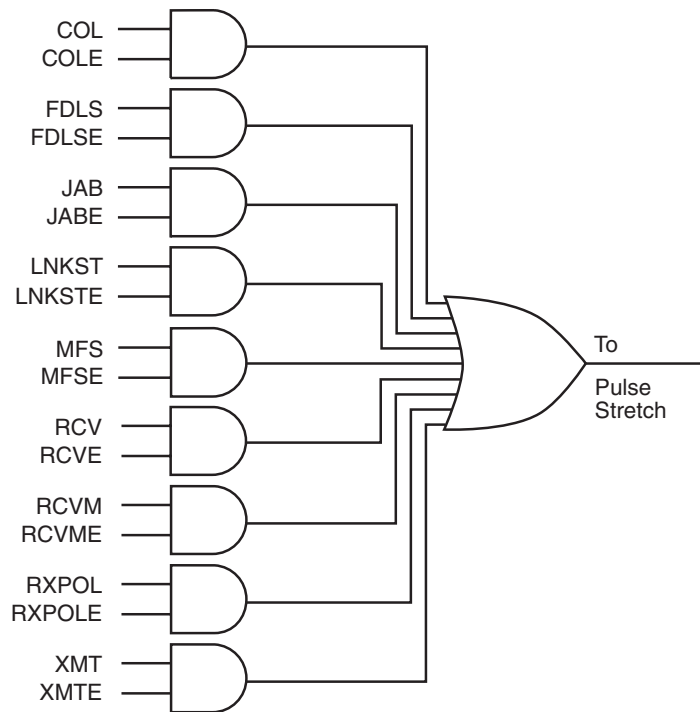 COL
COLE
FDLS
FDLSE
JAB
JABE
LNKST
LNKSTE
MFS
MFSE
RCV
RCVE
RCVM
RCVME
RXPOL
RXPOLE
XMT
XMTE
To
Pulse
Stretch